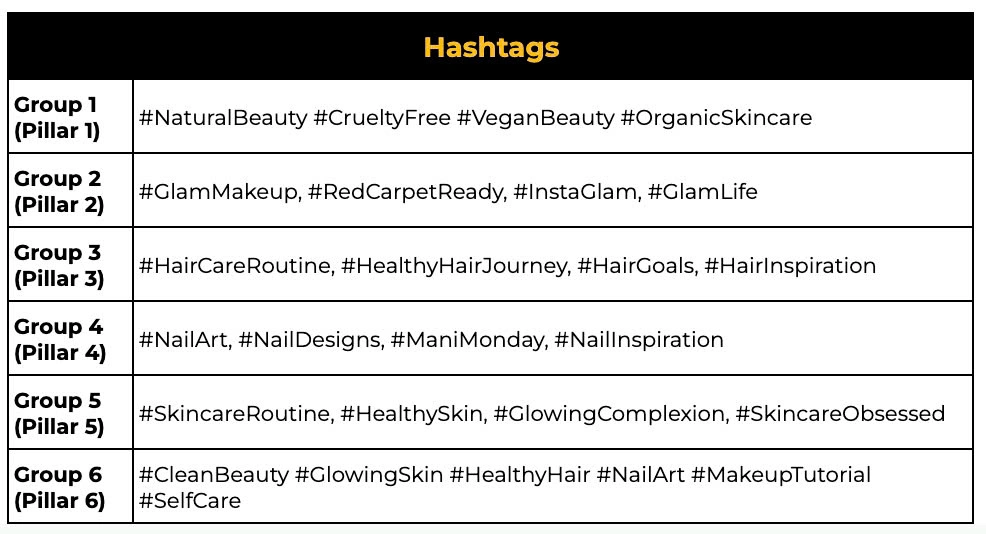 Hashtags
Group 1
(Pillar 1)
#NaturalBeauty #CrueltyFree #VeganBeauty #OrganicSkincare
Group 2
(Pillar 2)
#GlamMakeup, #RedCarpetReady, #InstaGlam, #GlamLife
Group 3
(Pillar 3)
#HairCareRoutine, #HealthyHairJourney, #HairGoals, #HairInspiration
Group 4
(Pillar 4)
#NailArt, #NailDesigns, #ManiMonday, #NailInspiration
Group 5
(Pillar 5)
#SkincareRoutine, #HealthySkin, #GlowingComplexion, #SkincareObsessed
Group 6
(Pillar 6)
#CleanBeauty #GlowingSkin #HealthyHair #NailArt #MakeupTutorial
#SelfCare